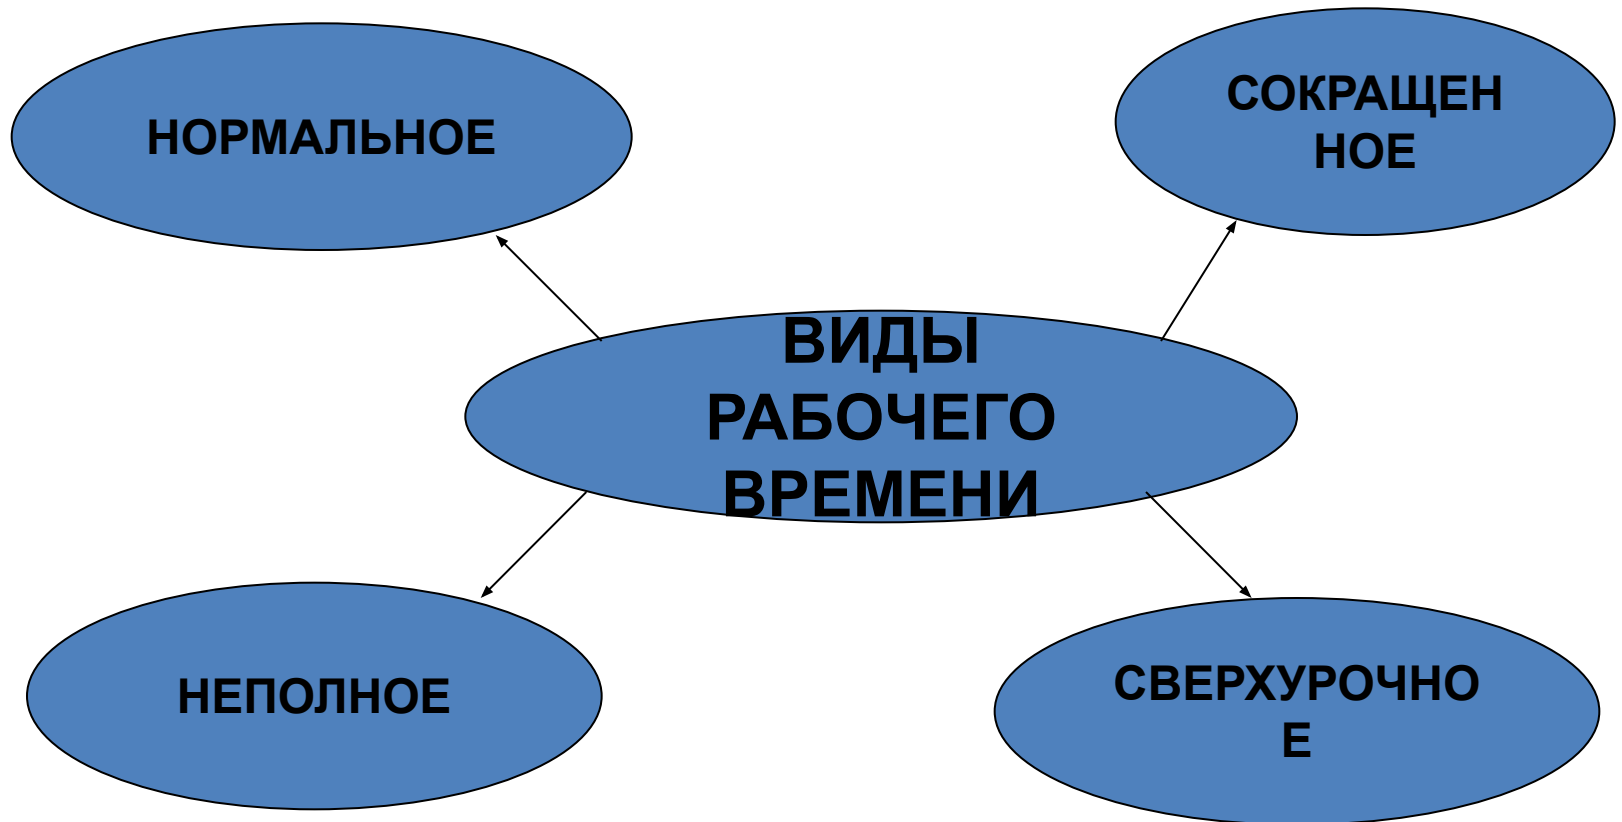 НОРМАЛЬНОЕ
СОКРАЩЕН
НОЕ
ВИДЫ
РАБОЧЕГО
ВРЕМЕНИ
НЕПОЛНОЕ
СВЕРХУРОЧНО
Е